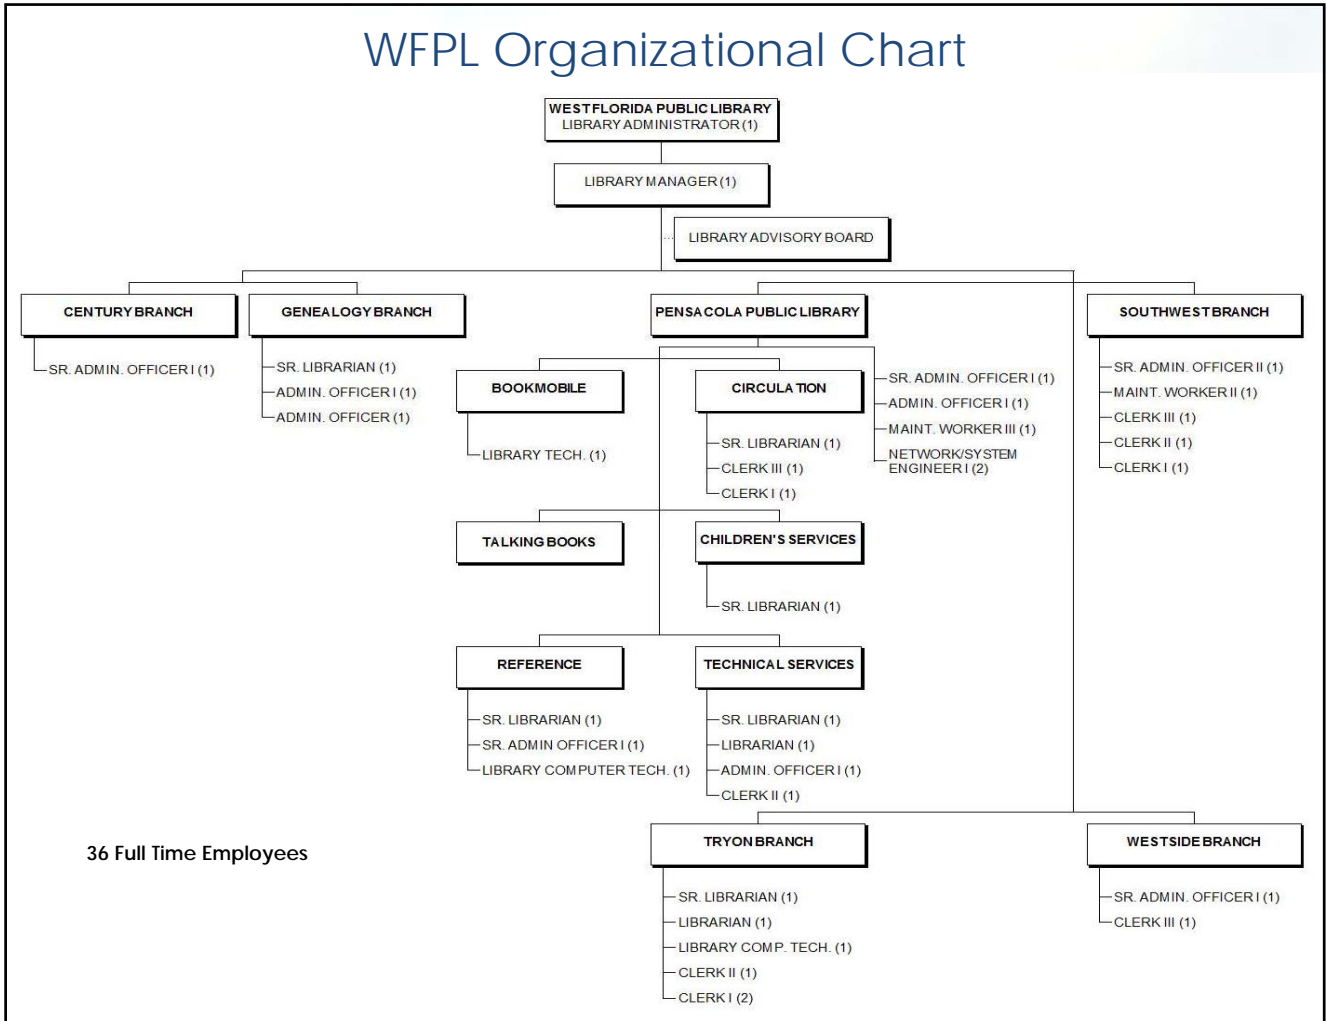 WFPL Organizational Chart
WEST FLORIDA PUBLIC LIBRARY
LIBRARY ADMINISTRATOR (1)
LIBRARY MANAGER (1)
LIBRARY ADVISORY BOARD
CENTURY BRANCH
SR. ADMIN. OFFICER I (1)
GENEALOGY BRANCH
SR. LIBRARIAN (1)
ADMIN. OFFICER I (1)
ADMIN. OFFICER (1)
PENSACOLA PUBLIC LIBRARY
BOOKMOBILE
LIBRARY TECH. (1)
CIRCULATION
SR. LIBRARIAN (1)
CLERK III (1)
CLERK I (1)
SR. ADMIN. OFFICER I (1)
ADMIN. OFFICER I (1)
MAINT. WORKER III (1)
NETWORK/SYSTEM
ENGINEER I (2)
SOUTHWEST BRANCH
SR. ADMIN. OFFICER II (1)
MAINT. WORKER II (1)
CLERK III (1)
CLERK II (1)
CLERK I (1)
TALKING BOOKS
CHILDREN'S SERVICES
SR. LIBRARIAN (1)
REFERENCE
SR. LIBRARIAN (1)
SR. ADMIN OFFICER I (1)
LIBRARY COMPUTER TECH. (1)
TECHNICAL SERVICES
SR. LIBRARIAN (1)
LIBRARIAN (1)
ADMIN. OFFICER I (1)
CLERK II (1)
36 Full Time Employees
TRYON BRANCH
SR. LIBRARIAN (1)
LIBRARIAN (1)
LIBRARY COMP. TECH. (1)
CLERK II (1)
CLERK I (2)
WESTSIDE BRANCH
SR. ADMIN. OFFICER I (1)
CLERK III (1)